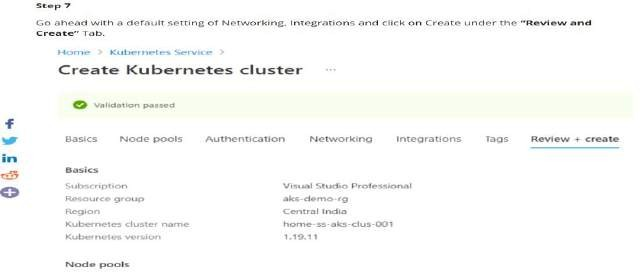 Step 7
Go ahead with a default setting of Networking, Integrations and click on Create under the “Review and
Create” Tab.
Home > Kubernetes Service >
Create Kubernetes cluster ...
Validation passed
Basics Node pools Authentication Networking Integrations Tags Review + create
Basics
Subscription Visual Studio Professional
Resource group aks-demo-rg
Region Central India
Kubernetes cluster name home-ss-aks-clus-001
Kubernetes version 1.19.11
Node pools